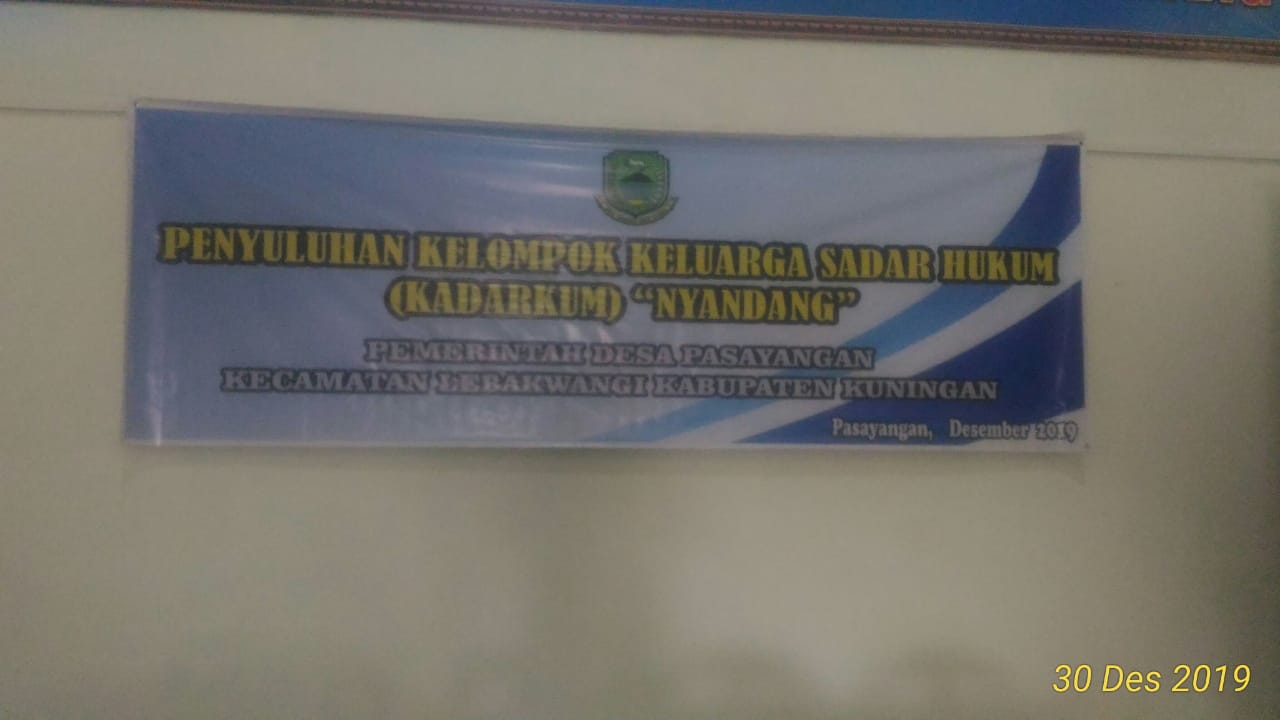 PENYULUHAN KELOMPOK KELUARGA SADAR HUKUM
(KADARKUM) “NYANDANG”
PEMERINTAH DESA PASAYANGAN
KECAMATAN LEBAKWANGI KABUPATEN KUNINGAN
Pasayangan, Desember 2019
30 Des 2019